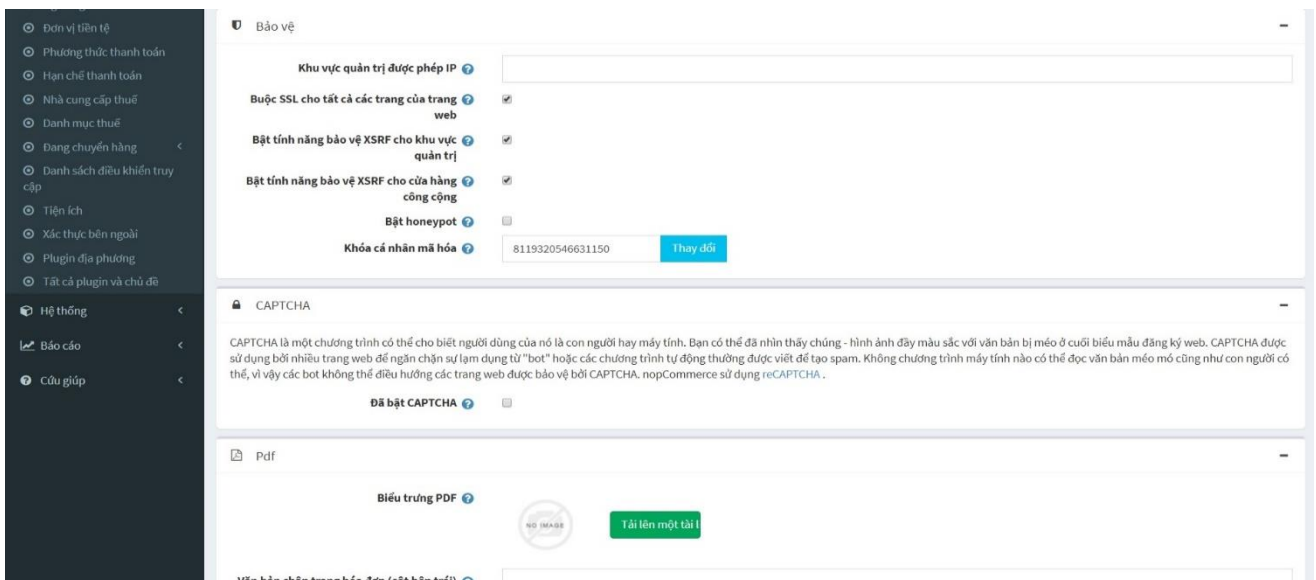 Đơn vị tiền tệ
Phương thức thanh toán
Hạn chế thanh toán
Nhà cung cấp thuế
Danh mục thuế
Đang chuyển hàng
Danh sách điều khiển truy
cập
Tiện ích
Xác thực bên ngoài
Plugin địa phương
Tất cả plugin và chủ đề
Hệ thống
Báo cáo
Cứu giúp
Bảo vệ
Khu vực quản trị được phép IP
Buộc SSL cho tất cả các trang của trang
web
Bật tính năng bảo vệ XSRF cho khu vực
quản trị
Bật tính năng bảo vệ XSRF cho cửa hàng
công cộng
Bật honeypot
Khóa cá nhân mã hóa
8119320546631150
Thay đổi
CAPTCHA
CAPTCHA là một chương trình có thể cho biết người dùng của nó là con người hay máy tính. Bạn có thể đã nhìn thấy chúng - hình ảnh đầy màu sắc với văn bản bị méo ở cuối biểu mẫu đăng ký web. CAPTCHA được
sử dụng bởi nhiều trang web để ngăn chặn sự lạm dụng từ "bot" hoặc các chương trình tự động thường được viết để tạo spam. Không chương trình máy tính nào có thể đọc văn bản méo mó cũng như con người có
thể, vì vậy các bot không thể điều hướng các trang web được bảo vệ bởi CAPTCHA. nopCommerce sử dụng reCAPTCHA .
Đã bật CAPTCHA
Pdf
Biểu trưng PDF
NO IMAGE
Tải lên một tài l
Văn bản chân trang hóa đơn (cột bên trái)